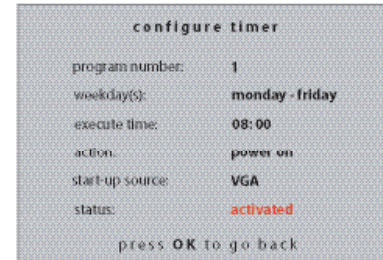 configure timer
program number: 1
weekday(s): monday - friday
execute time: 08:00
action: power on
start-up source: VGA
status: activated
press OK to go back